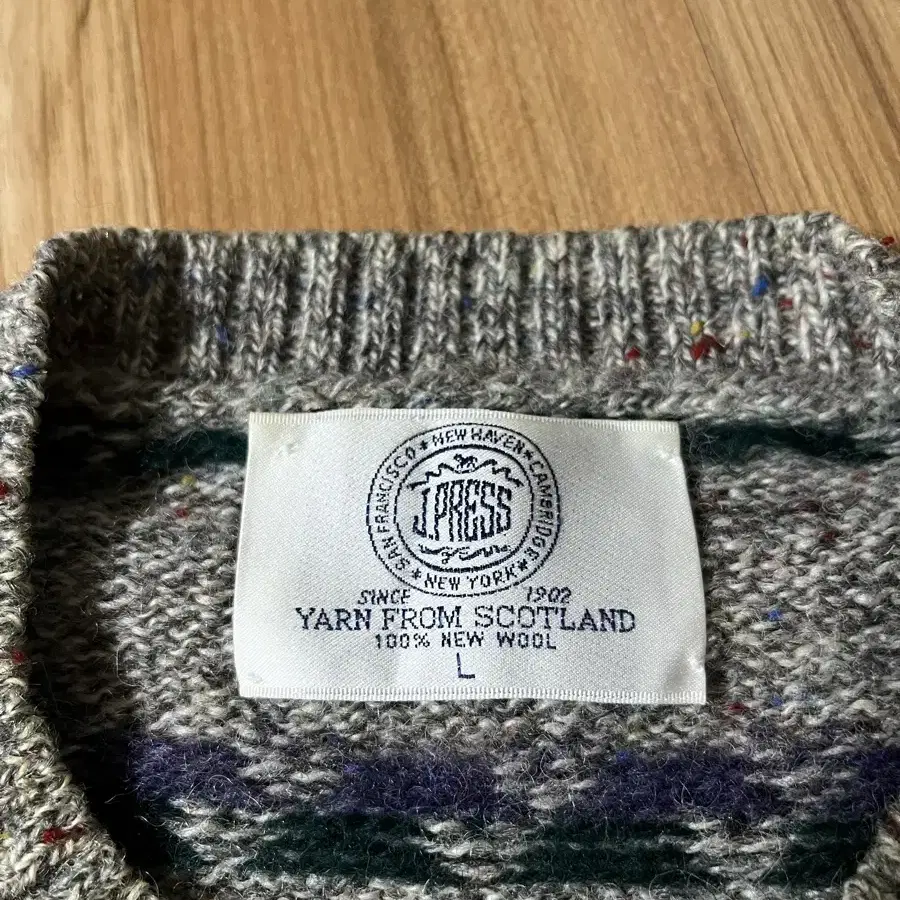 SAN FRANCISCO★NEW HAVEN★CAMBRIDGE
J.PRESS
★NEW YORK★
SINCE 1902
YARN FROM SCOTLAND
100% NEW WOOL
L